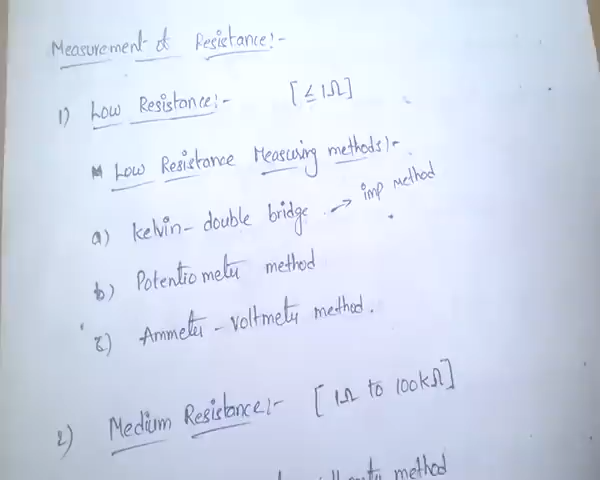 Measurement of Resistance:-
1) Low Resistance:- [≤ 1Ω]
* Low Resistance Measuring methods:-
a) kelvin-double bridge → imp method
b) Potentiometer method
c) Ammeter-voltmeter method.
2) Medium Resistance:- [1Ω to 100kΩ]
method